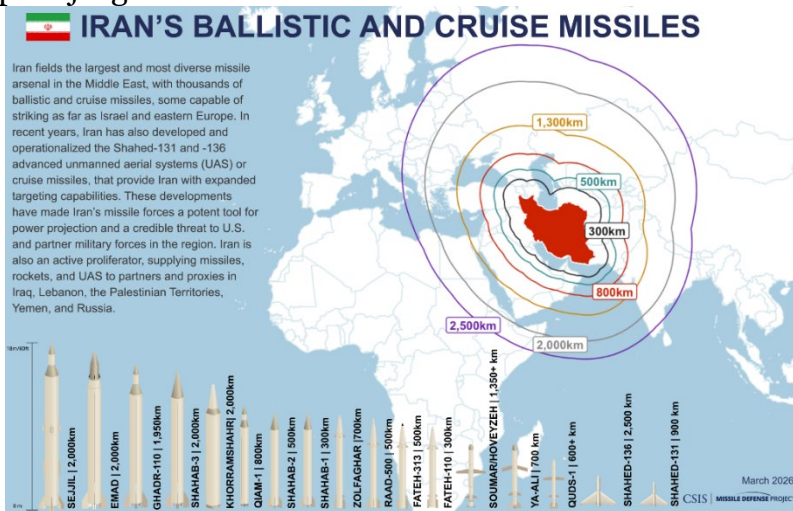 IRAN'S BALLISTIC AND CRUISE MISSILES
Iran fields the largest and most diverse missile
arsenal in the Middle East, with thousands of
ballistic and cruise missiles, some capable of
striking as far as Israel and eastern Europe. In
recent years, Iran has also developed and
operationalized the Shahed-131 and -136
advanced unmanned aerial systems (UAS) or
cruise missiles, that provide Iran with expanded
targeting capabilities. These developments
have made Iran's missile forces a potent tool for
power projection and a credible threat to U.S.
and partner military forces in the region. Iran is
also an active proliferator, supplying missiles,
rockets, and UAS to partners and proxies in
Iraq, Lebanon, the Palestinian Territories,
Yemen, and Russia.
1,300km
500km
300km
800km
2,500km
2,000km
SEJJIL | 2,000km
EMAD | 2,000km
GHADR-110 | 1,950km
SHAHAB-3 | 2,000km
KHORRAMSHAHR| 2,000km
QIAM-1 | 800km
SHAHAB-2 | 500km
SHAHAB-1 | 300km
ZOLFAGHAR |700km
RAAD-500 | 500km
FATEH-313 | 500km
FATEH-110 | 300km
SOUMAR/HOVEYZEH | 1,350+ km
YA-ALI | 700 km
QUDS-1 | 600+ km
SHAHED-136 | 2,500 km
SHAHED-131 | 900 km
0 m
March 2026
CSIS | MISSILE DEFENSE PROJECT